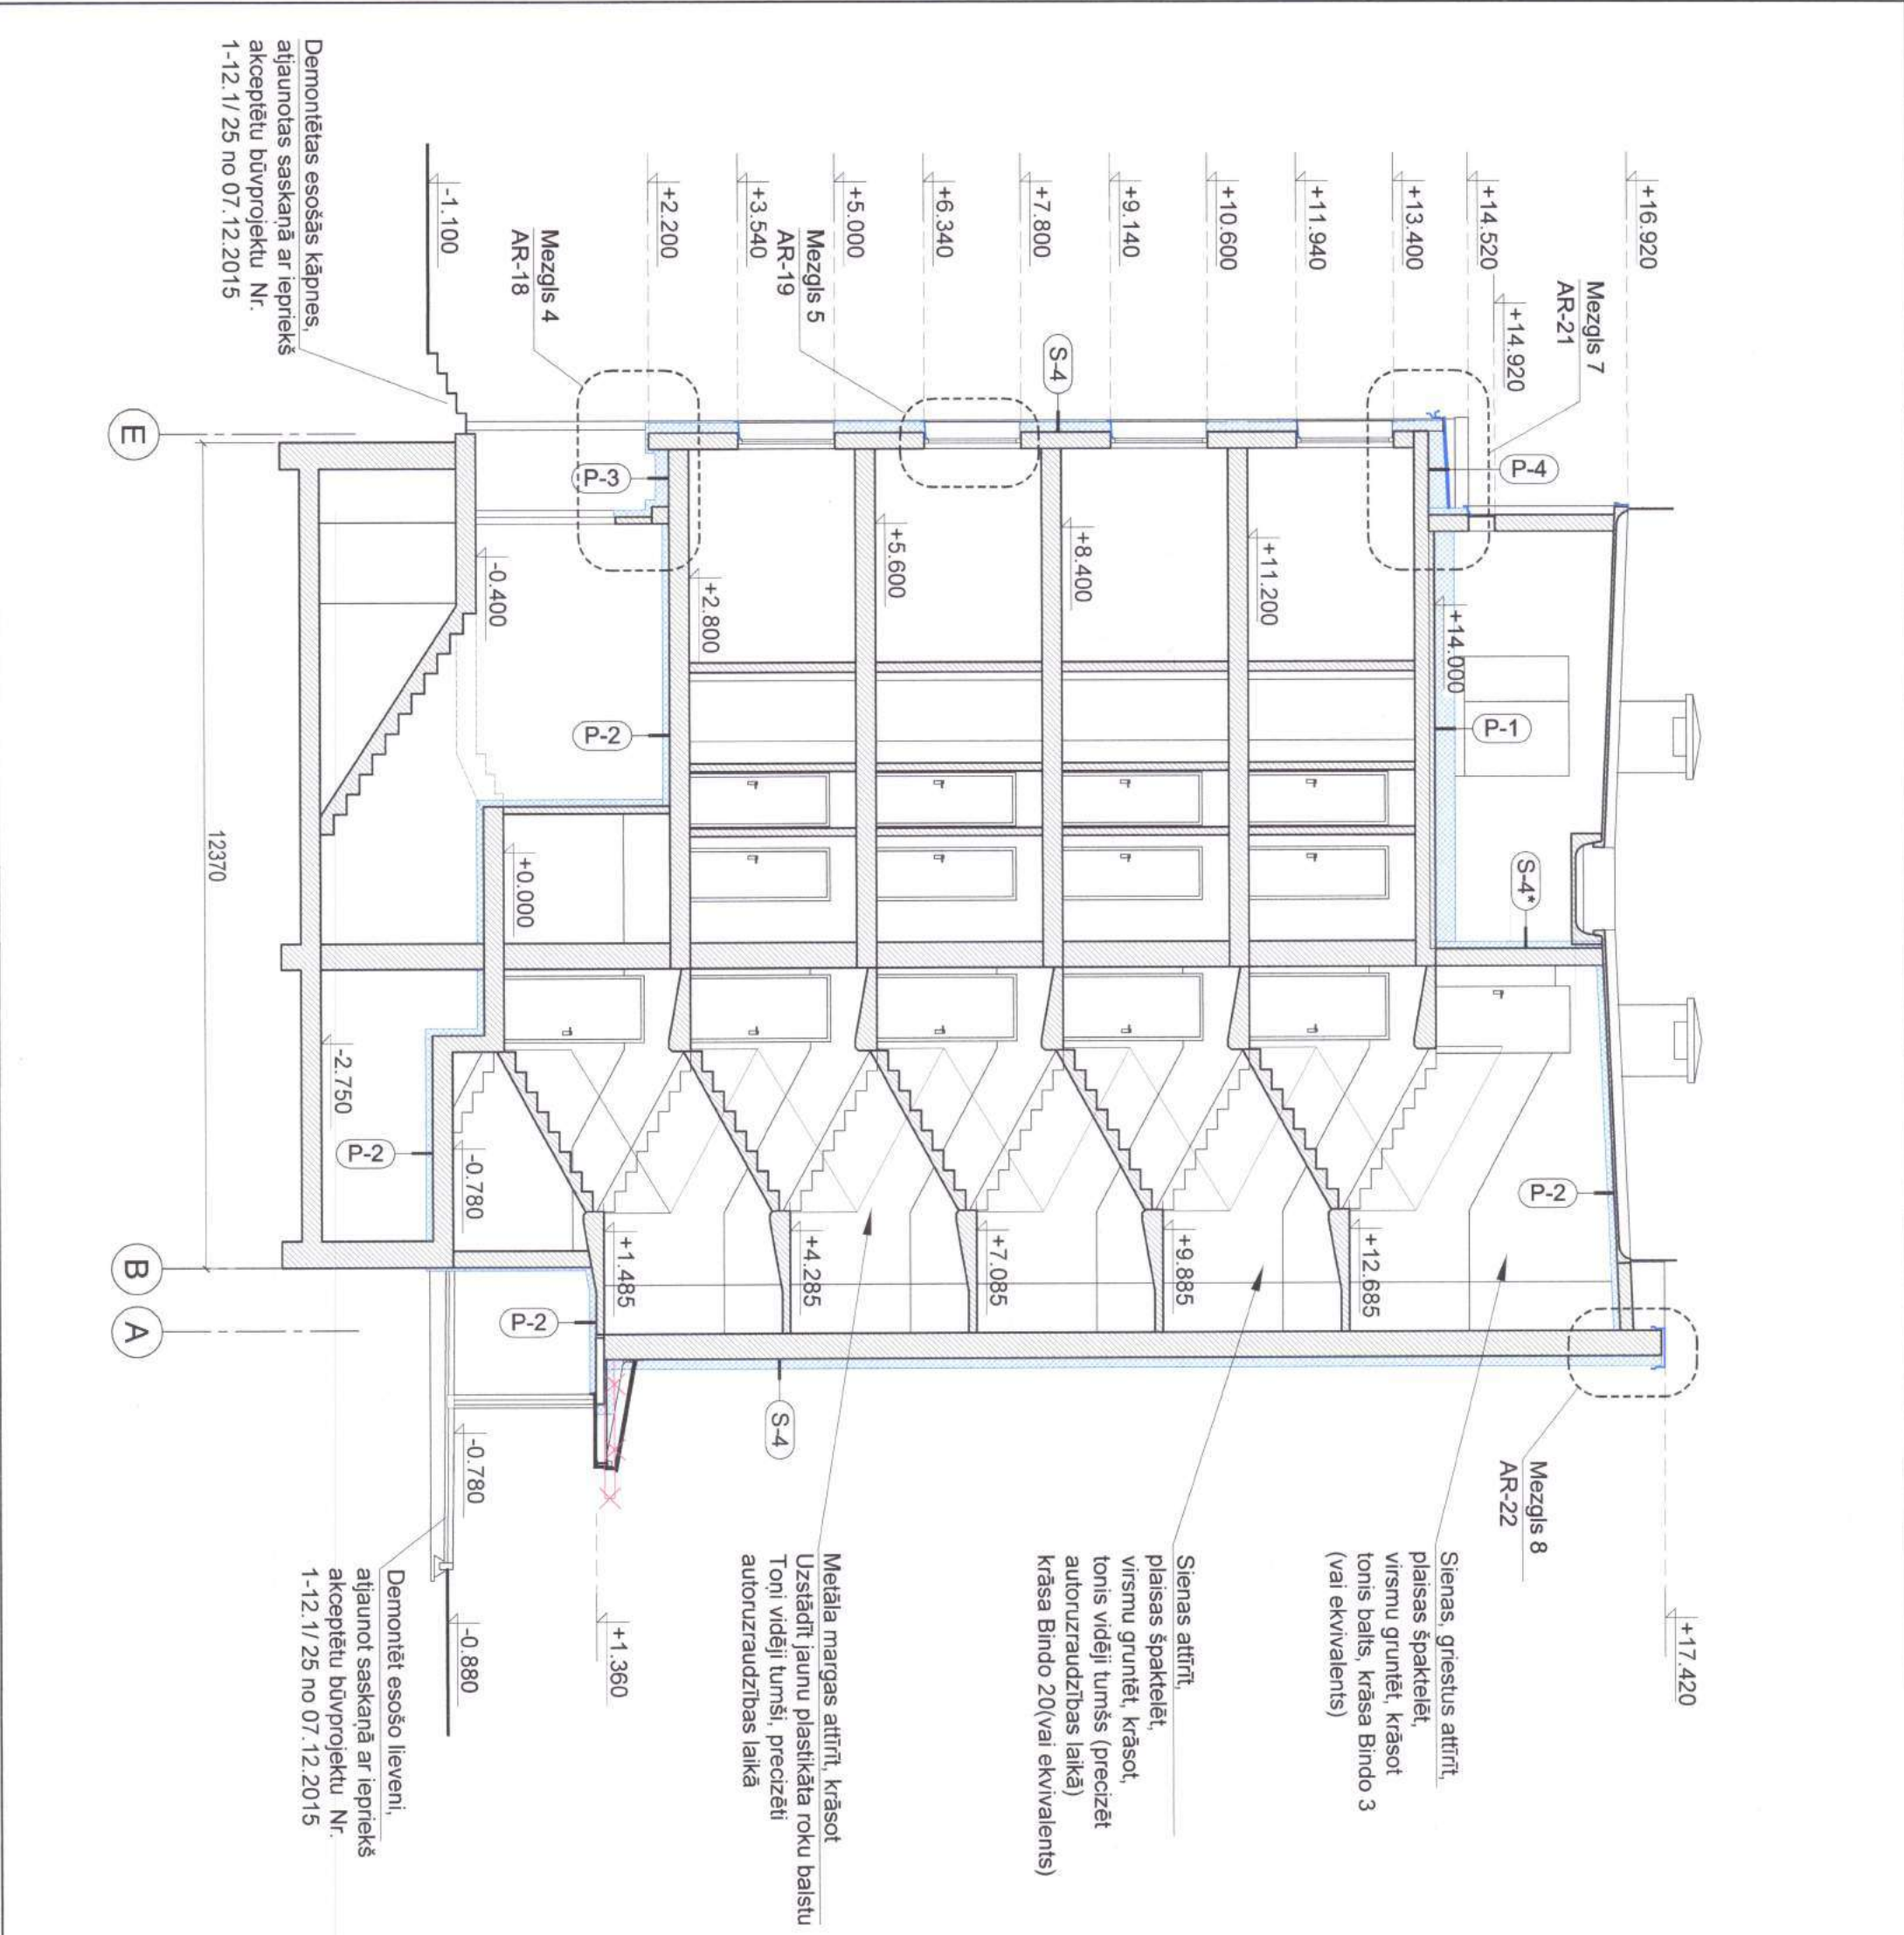 +16.920
Mezgls 7
AR-21
+14.920
+14.520
+13.400
+11.940
+10.600
+9.140
+7.800
+6.340
+5.000
+3.540
+2.200
-1.100
Mezgls 5
AR-19
Mezgls 4
AR-18
Demontētas esošās kāpnes,
atjaunotas saskaņā ar iepriekš
akceptētu būvprojektu Nr.
1-12.1/ 25 no 07.12.2015
S-4
P-4
P-3
+14.000
+11.200
+8.400
+5.600
+2.800
-0.400
P-1
P-2
S-4*
+0.000
-2.750
P-2
-0.780
P-2
+12.685
+9.885
+7.085
+4.285
+1.485
P-2
S-4
-0.780
+17.420
Mezgls 8
AR-22
Sienas, griestus attīrīt,
plaisas špaktelēt,
virsmu gruntēt, krāsot
tonis balts, krāsa Bindo 3
(vai ekvivalents)
Sienas attīrīt,
plaisas špaktelēt,
virsmu gruntēt, krāsot,
tonis vidēji tumšs (precizēt
autoruzraudzības laikā)
krāsa Bindo 20(vai ekvivalents)
Metāla margas attīrīt, krāsot
Uzstādīt jaunu plastikāta roku balstu
Toņi vidēji tumši, precizēti
autoruzraudzības laikā
+1.360
-0.880
Demontēt esošo lieveni,
atjaunot saskaņā ar iepriekš
akceptētu būvprojektu Nr.
1-12.1/ 25 no 07.12.2015
12370
E
B
A